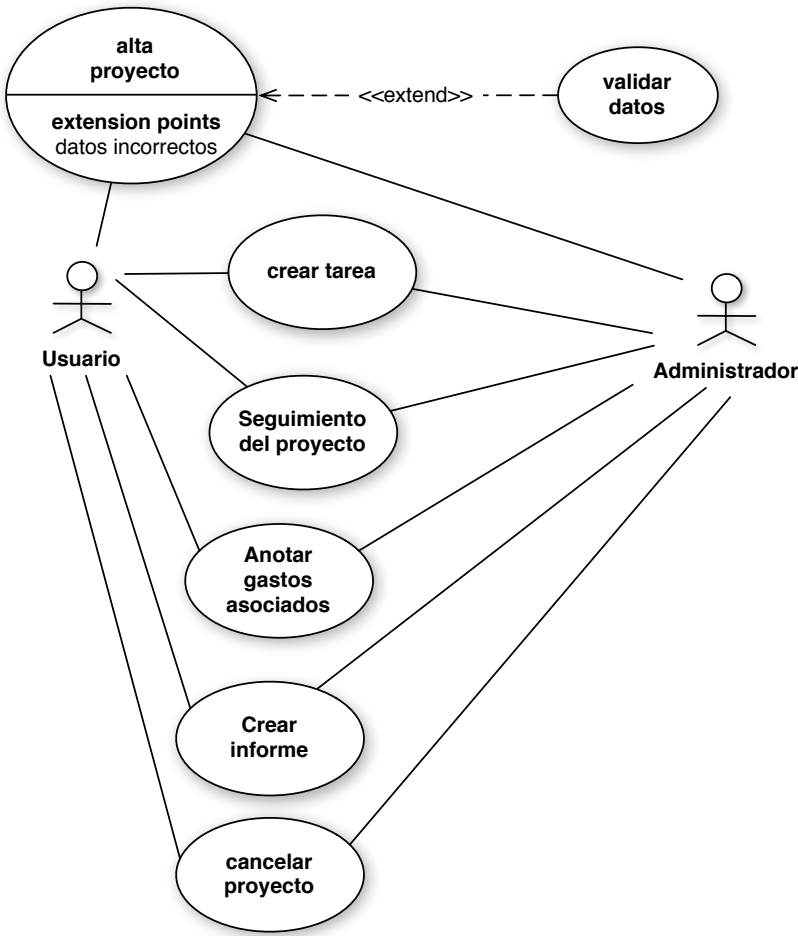 alta
proyecto
extension points
datos incorrectos
<<extend>>
validar
datos
crear tarea
Usuario
Administrador
Seguimiento
del proyecto
Anotar
gastos
asociados
Crear
informe
cancelar
proyecto